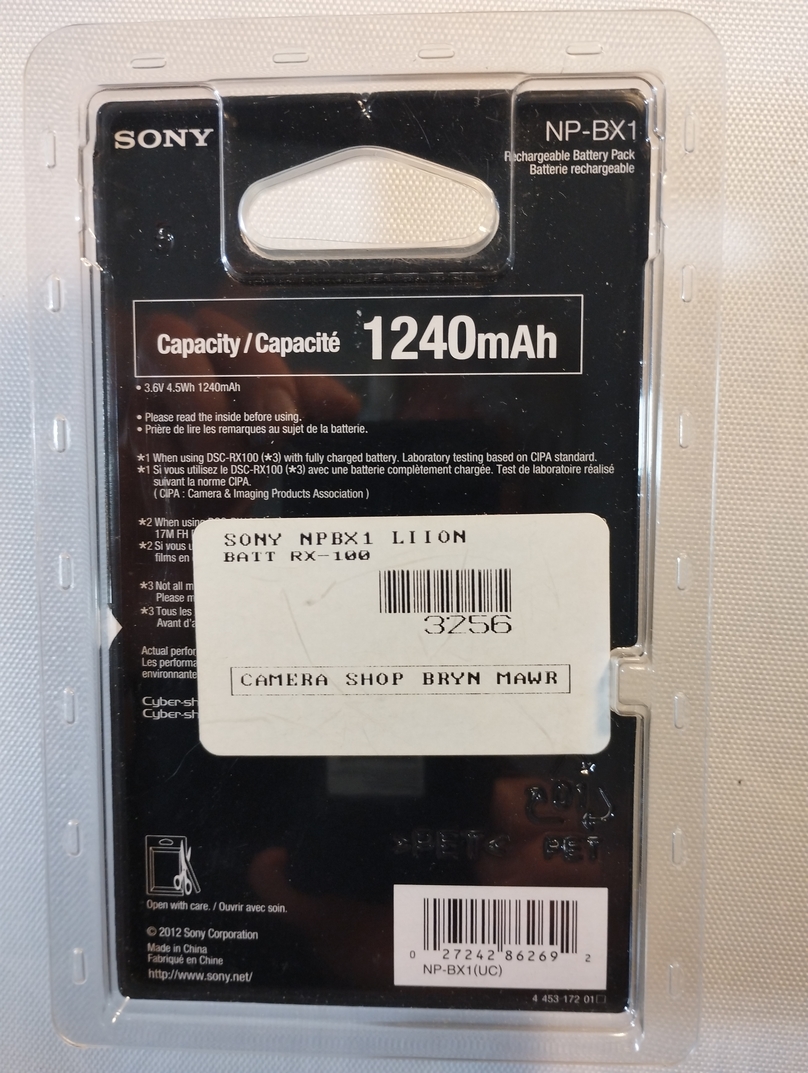 SONY
NP-BX1
Rechargeable Battery Pack
Batterie rechargeable
Capacity / Capacité 1240mAh
• 3.6V 4.5Wh 1240mAh
• Please read the inside before using.
• Prière de lire les remarques au sujet de la batterie.
*1 When using DSC-RX100 (*3) with fully charged battery. Laboratory testing based on CIPA standard.
*1 Si vous utilisez le DSC-RX100 (*3) avec une batterie complètement chargée. Test de laboratoire réalisé
suivant la norme CIPA.
( CIPA : Camera & Imaging Products Association )
*2 When using
17M FH
*2 Si vous
films en
*3 Not all
Please
*3 Tous les
Avant
Actual
Les
SONY NPBX1 LIION
BATT RX-100
3256
CAMERA SHOP BRYN MAWR
>PET<
PET
Open with care. / Ouvrir avec soin.
© 2012 Sony Corporation
Made in China
Fabriqué en Chine
http://www.sony.net/
0 27242 86269 2
NP-BX1(UC)
4 453 172 01